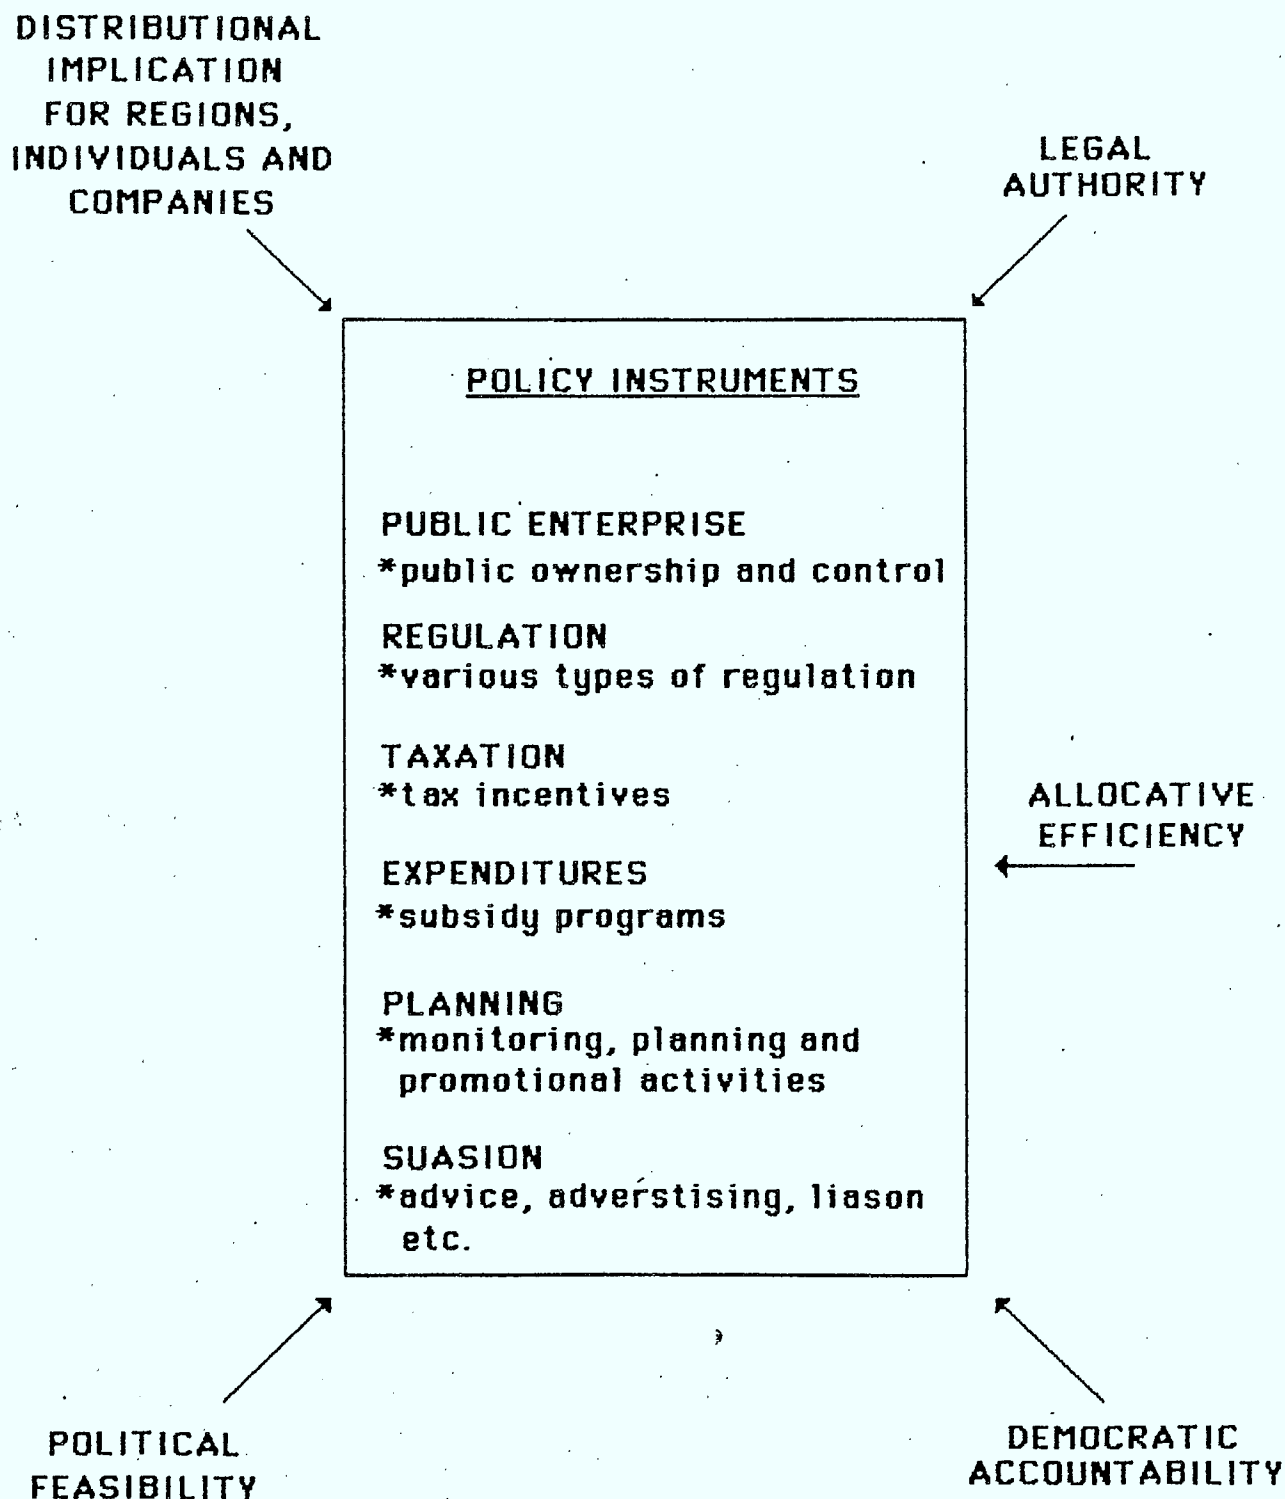 DISTRIBUTIONAL
IMPLICATION
FOR REGIONS,
INDIVIDUALS AND
COMPANIES
LEGAL
AUTHORITY
POLICY INSTRUMENTS
PUBLIC ENTERPRISE
*public ownership and control
REGULATION
*various types of regulation
TAXATION
*tax incentives
EXPENDITURES
*subsidy programs
PLANNING
*monitoring, planning and
promotional activities
SUASION
*advice, adverstising, liason
etc.
ALLOCATIVE
EFFICIENCY
POLITICAL
FEASIBILITY
DEMOCRATIC
ACCOUNTABILITY